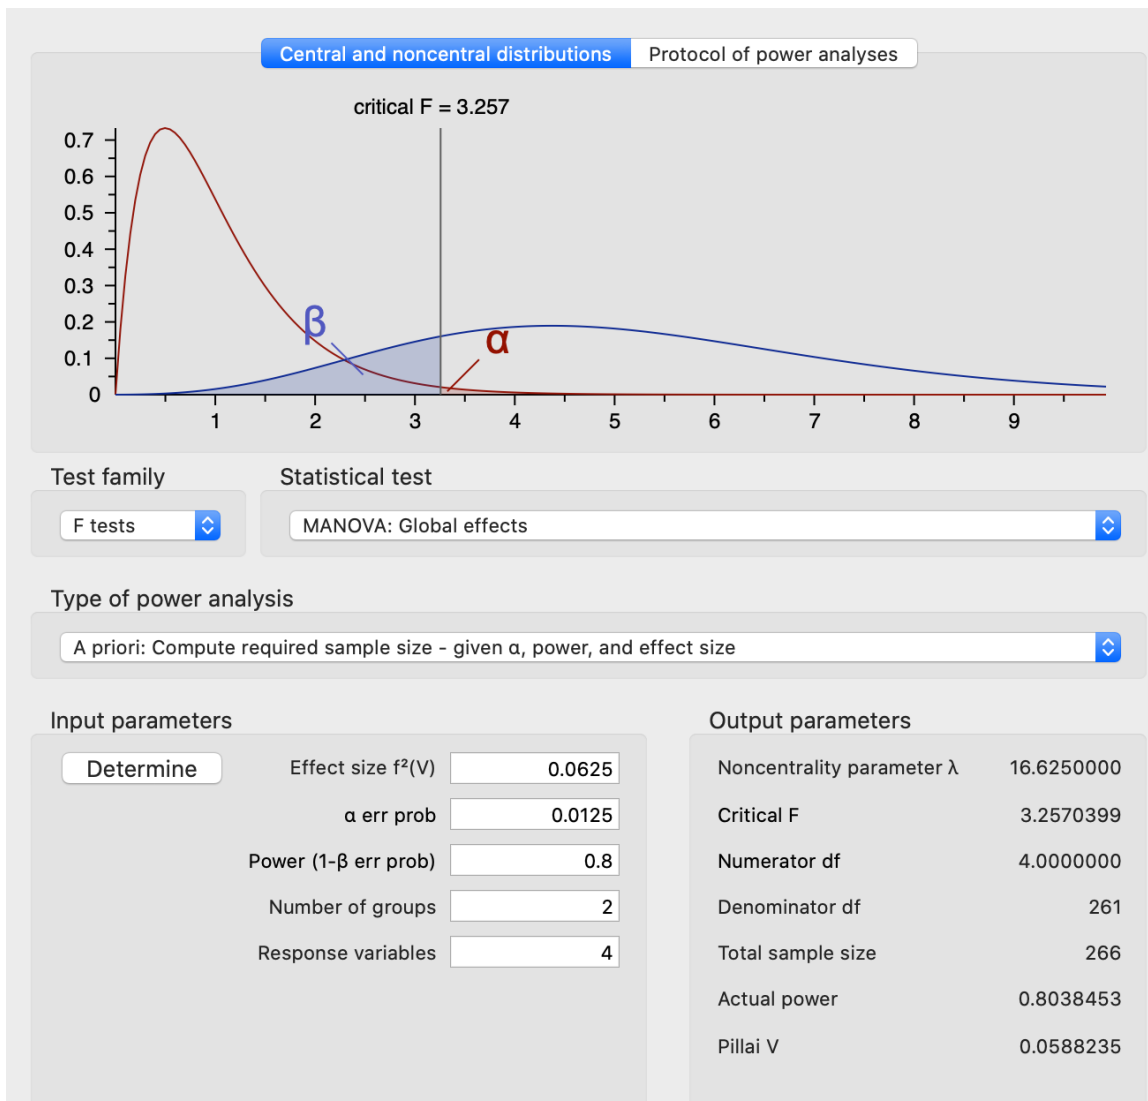 Central and noncentral distributions Protocol of power analyses
critical F = 3.257
0.7
0.6
0.5
0.4
0.3
0.2
0.1
0
β
α
1 2 3 4 5 6 7 8 9
Test family Statistical test
F tests MANOVA: Global effects
Type of power analysis
A priori: Compute required sample size - given α, power, and effect size
Input parameters Output parameters
Determine Effect size f²(V) 0.0625 Noncentrality parameter λ 16.6250000
α err prob 0.0125 Critical F 3.2570399
Power (1-β err prob) 0.8 Numerator df 4.0000000
Number of groups 2 Denominator df 261
Response variables 4 Total sample size 266
Actual power 0.8038453
Pillai V 0.0588235